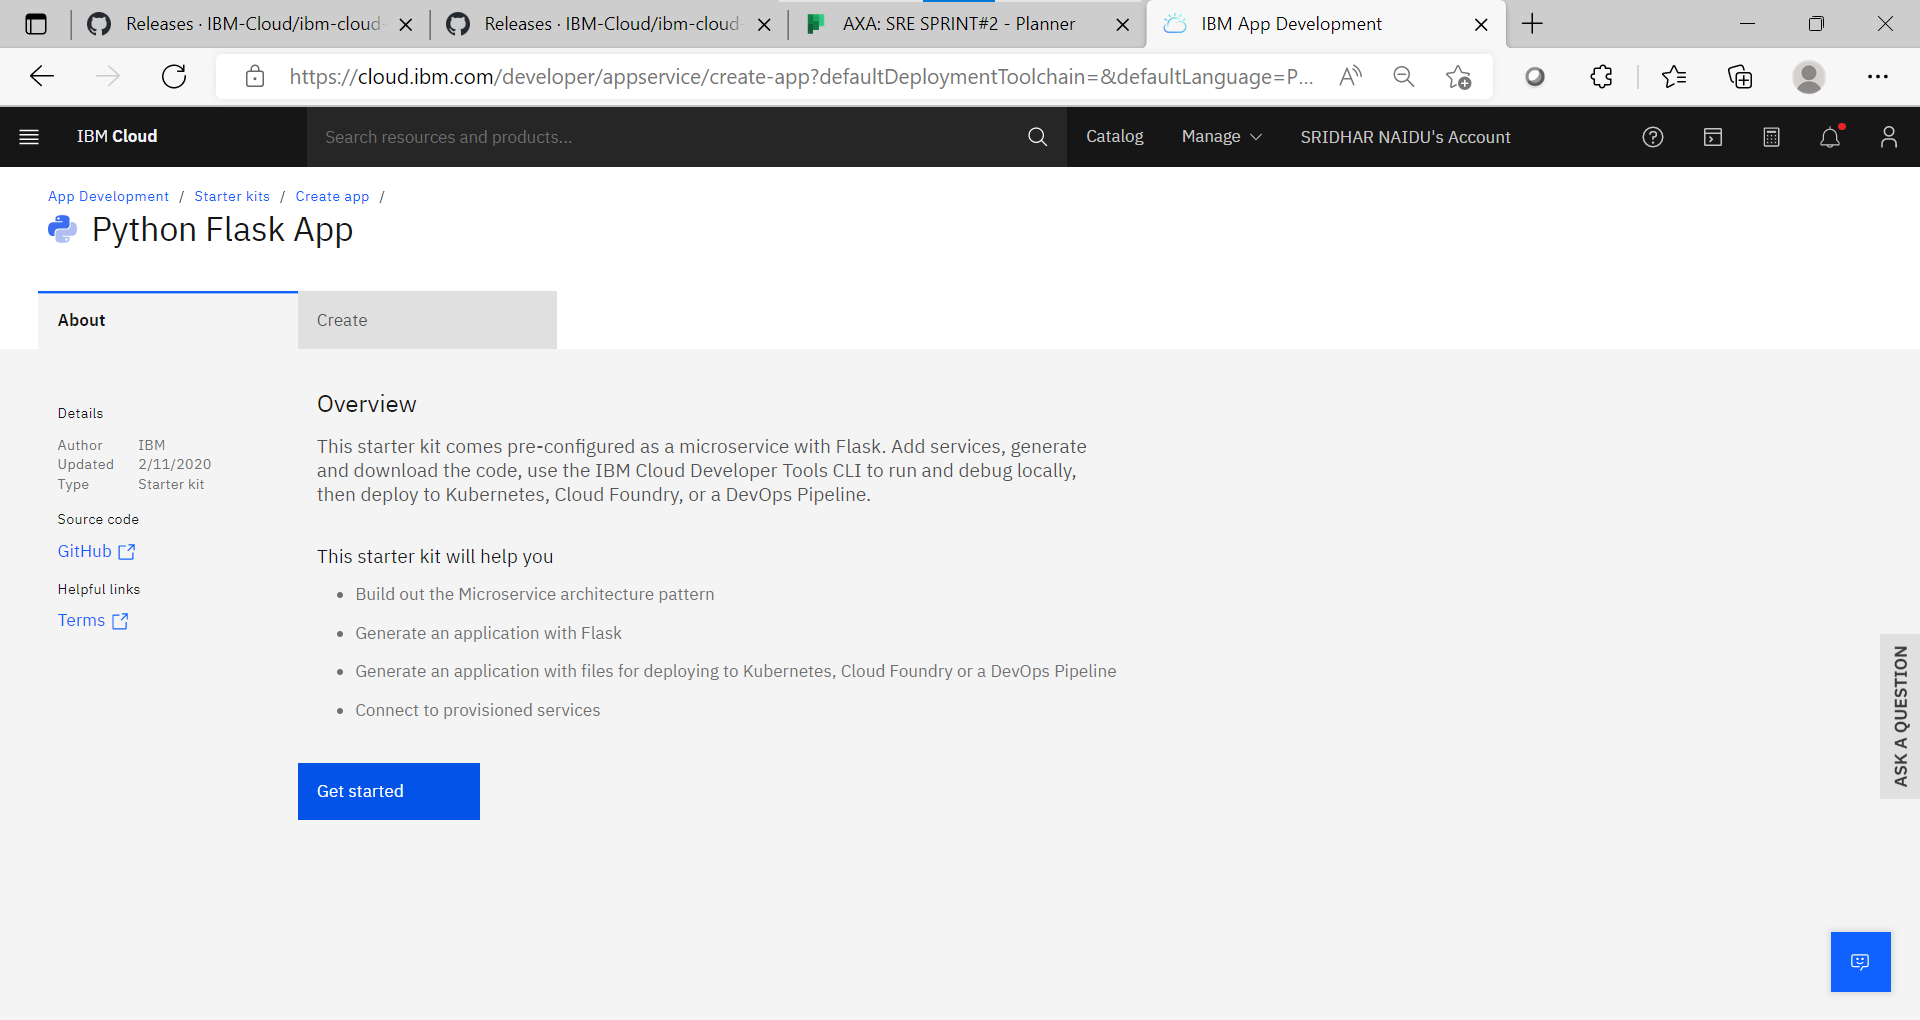 Releases · IBM-Cloud/ibm-cloud-
Releases · IBM-Cloud/ibm-cloud-
AXA: SRE SPRINT#2 - Planner
IBM App Development
https://cloud.ibm.com/developer/appservice/create-app?defaultDeploymentToolchain=&defaultLanguage=P...
IBM Cloud
Search resources and products...
Catalog
Manage
SRIDHAR NAIDU's Account
App Development / Starter kits / Create app /
Python Flask App
About
Create
Details
Author IBM
Updated 2/11/2020
Type Starter kit
Source code
GitHub
Helpful links
Terms
Overview
This starter kit comes pre-configured as a microservice with Flask. Add services, generate
and download the code, use the IBM Cloud Developer Tools CLI to run and debug locally,
then deploy to Kubernetes, Cloud Foundry, or a DevOps Pipeline.
This starter kit will help you
• Build out the Microservice architecture pattern
• Generate an application with Flask
• Generate an application with files for deploying to Kubernetes, Cloud Foundry or a DevOps Pipeline
• Connect to provisioned services
Get started
ASK A QUESTION